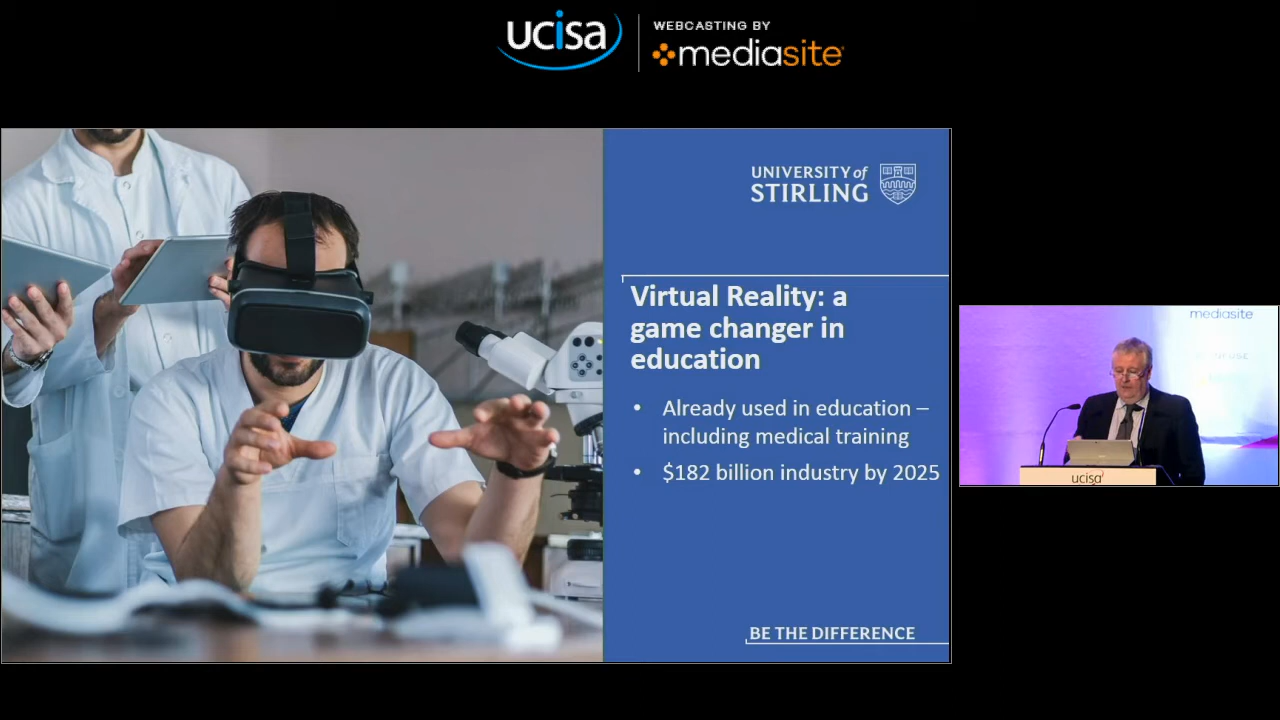 ucisa
WEBCASTING BY
mediasite
UNIVERSITY of
STIRLING
Virtual Reality: a
game changer in
education
• Already used in education –
including medical training
• $182 billion industry by 2025
BE THE DIFFERENCE
mediasite
ucisa